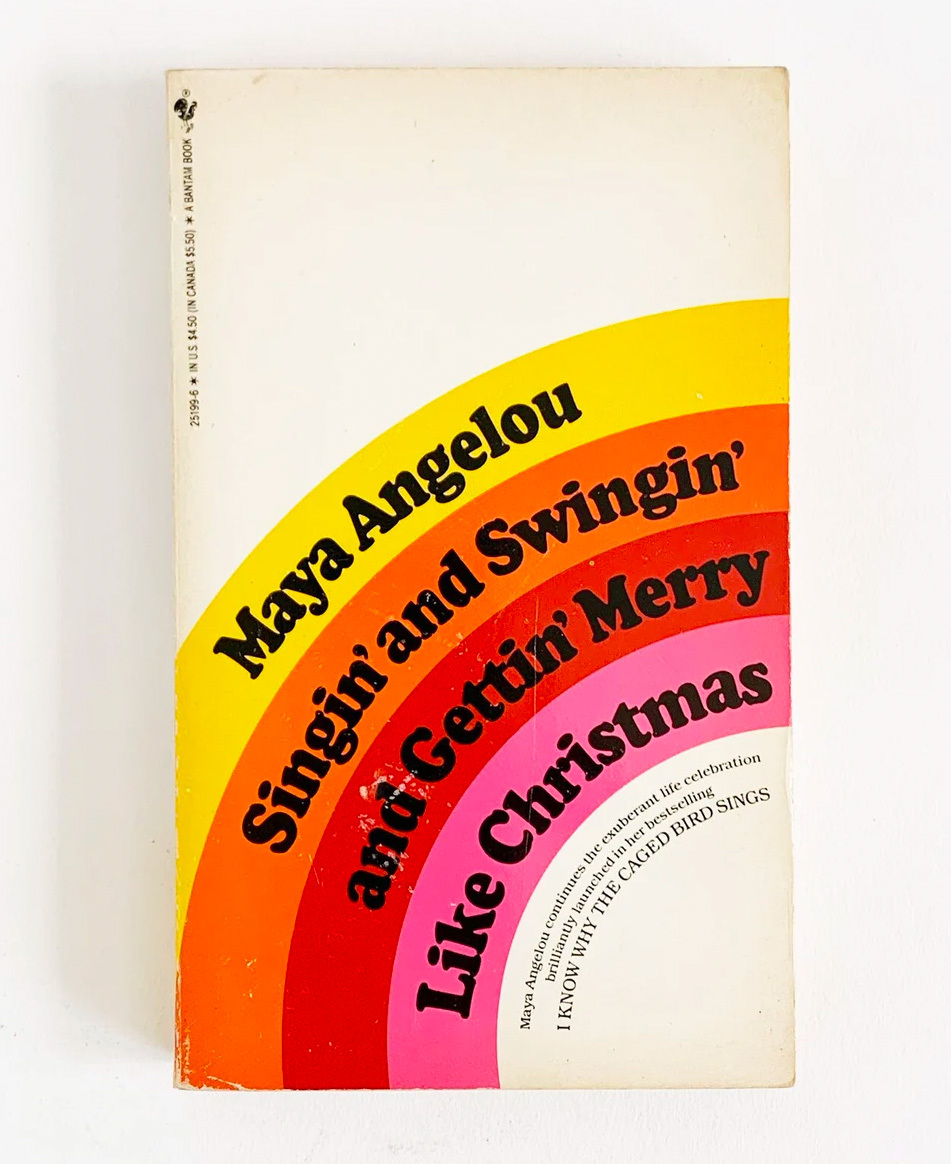 25199-6 * IN U.S. $4.50 (IN CANADA $5.50) * A BANTAM BOOK
Maya Angelou
Singin' and Swingin'
and Gettin' Merry
Like Christmas
Maya Angelou continues the exuberant life celebration
brilliantly launched in her bestselling
I KNOW WHY THE CAGED BIRD SINGS